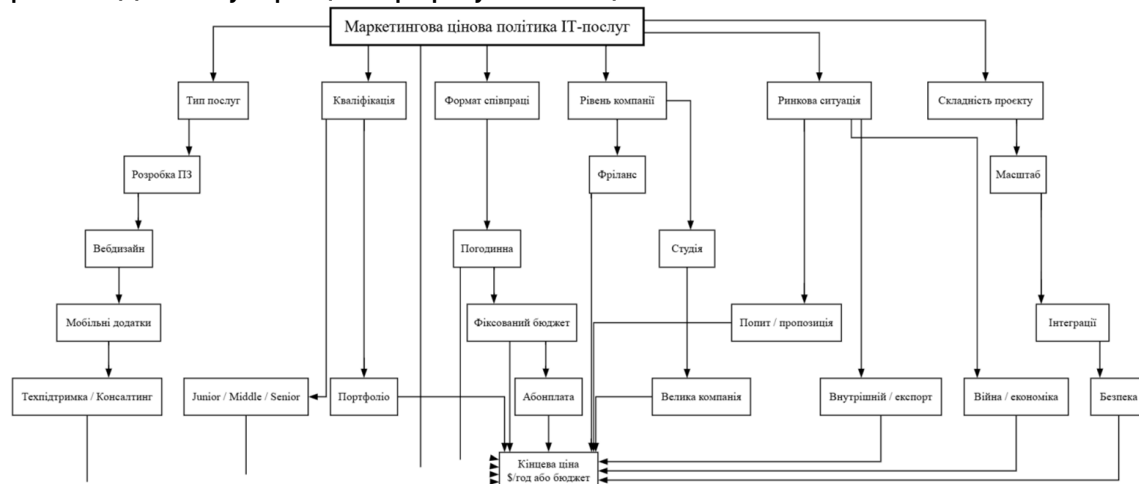 Маркетингова цінова політика ІТ-послуг
Тип послуг
Кваліфікація
Формат співпраці
Рівень компанії
Ринкова ситуація
Складність проєкту
Розробка ПЗ
Фріланс
Масштаб
Вебдизайн
Погодинна
Студія
Мобільні додатки
Фіксований бюджет
Попит / пропозиція
Інтеграції
Техпідтримка / Консалтинг
Junior / Middle / Senior
Портфоліо
Абонплата
Велика компанія
Внутрішній / експорт
Війна / економіка
Безпека
Кінцева ціна
$/год або бюджет